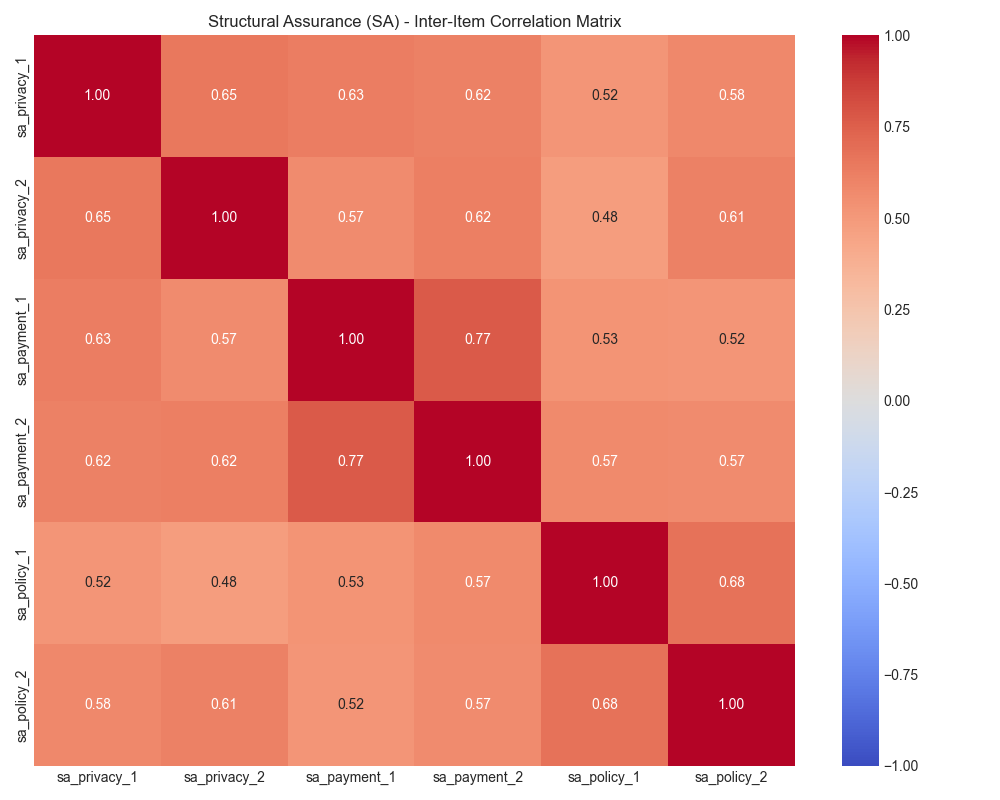 Structural Assurance (SA) - Inter-Item Correlation Matrix
sa_privacy_1 1.00 0.65 0.63 0.62 0.52 0.58
sa_privacy_2 0.65 1.00 0.57 0.62 0.48 0.61
sa_payment_1 0.63 0.57 1.00 0.77 0.53 0.52
sa_payment_2 0.62 0.62 0.77 1.00 0.57 0.57
sa_policy_1 0.52 0.48 0.53 0.57 1.00 0.68
sa_policy_2 0.58 0.61 0.52 0.57 0.68 1.00
sa_privacy_1 sa_privacy_2 sa_payment_1 sa_payment_2 sa_policy_1 sa_policy_2
1.00
0.75
0.50
0.25
0.00
−0.25
−0.50
−0.75
−1.00